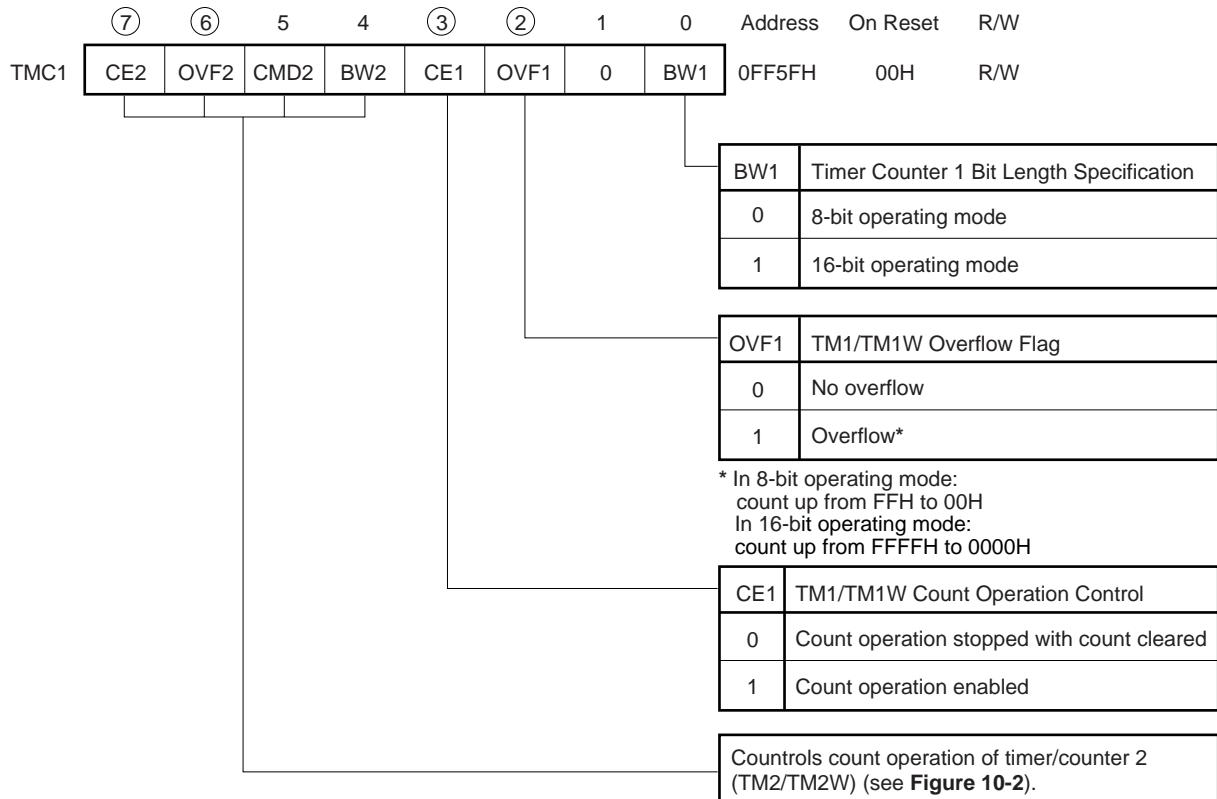 7 6 5 4 3 2 1 0 Address On Reset R/W
TMC1 CE2 OVF2 CMD2 BW2 CE1 OVF1 0 BW1 0FF5FH 00H R/W
BW1 Timer Counter 1 Bit Length Specification
0 8-bit operating mode
1 16-bit operating mode
OVF1 TM1/TM1W Overflow Flag
0 No overflow
1 Overflow*
* In 8-bit operating mode:
count up from FFH to 00H
In 16-bit operating mode:
count up from FFFFH to 0000H
CE1 TM1/TM1W Count Operation Control
0 Count operation stopped with count cleared
1 Count operation enabled
Countrols count operation of timer/counter 2
(TM2/TM2W) (see Figure 10-2).